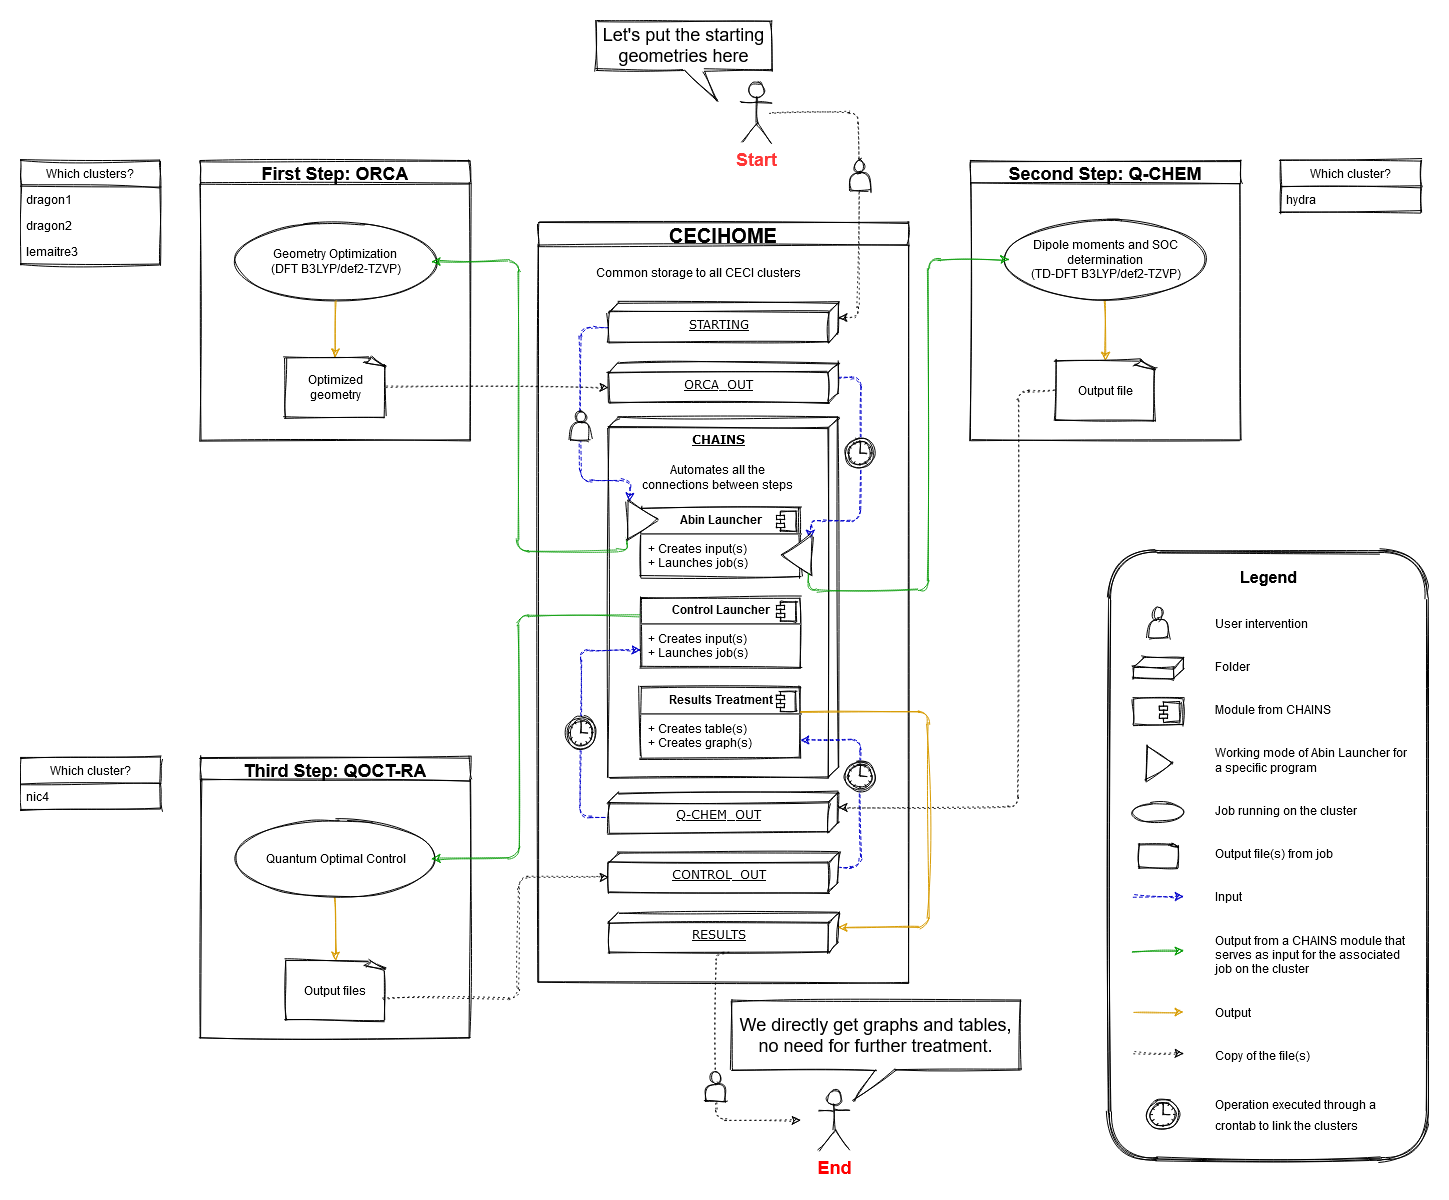 Let's put the starting
geometries here
Start
Which clusters?
dragon1
dragon2
lemaitre3
First Step: ORCA
Geometry Optimization
(DFT B3LYP/def2-TZVP)
Optimized
geometry
Second Step: Q-CHEM
Dipole moments and SOC
determination
(TD-DFT B3LYP/def2-TZVP)
Output file
Which cluster?
hydra
CECIHOME
Common storage to all CECI clusters
STARTING
ORCA_OUT
CHAINS
Automates all the
connections between steps
Abin Launcher
+ Creates input(s)
+ Launches job(s)
Control Launcher
+ Creates input(s)
+ Launches job(s)
Results Treatment
+ Creates table(s)
+ Creates graph(s)
Q-CHEM_OUT
CONTROL_OUT
RESULTS
Which cluster?
nic4
Third Step: QOCT-RA
Quantum Optimal Control
Output files
We directly get graphs and tables,
no need for further treatment.
End
Legend
User intervention
Folder
Module from CHAINS
Working mode of Abin Launcher for
a specific program
Job running on the cluster
Output file(s) from job
Input
Output from a CHAINS module that
serves as input for the associated
job on the cluster
Output
Copy of the file(s)
Operation executed through a
crontab to link the clusters